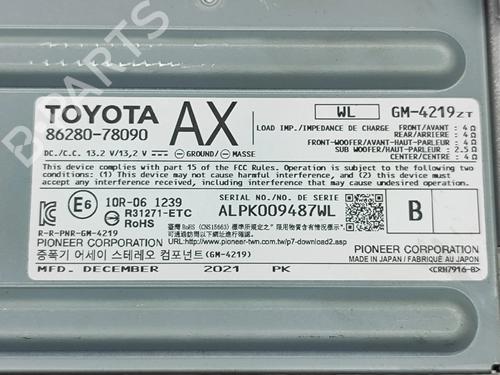 B PARTS
TOYOTA AX WL GM-4219ZT
86280-78090
LOAD IMP./IMPEDANCE DE CHARGE FRONT/AVANT : 4Ω
REAR/ARRIERE : 4Ω
FRONT-WOOFER/AVANT-HAUT-PARLEUR : 4Ω
SUB WOOFER/HAUT-PARLEUR : 2.5Ω
CENTER/CENTRE : 4Ω
DC./C.C. 13.2 V/13,2 V GROUND/ MASSE
This device complies with part 15 of the FCC Rules. Operation is subject to the following two
conditions: (1) This device may not cause harmful interference, and (2) this device must accept
any interference received, including interference that may cause undesired operation.
E6 10R-06 1239
R31271-ETC
RoHS
SERIAL NO./NO. DE SERIE
ALPK009487WL
B
R-R-PNR-GM-4219
RoHS (CNS15663)
PIONEER CORPORATION URL:http://www.pioneer-twn.com.tw/p7-download2.asp
PIONEER CORPORATION
MADE IN JAPAN / FABRIQUÉ AU JAPON
증폭기 어세이 스테레오 컴포넌트(GM-4219)
MFD. DECEMBER 2021 PK
<CRH7916-B>